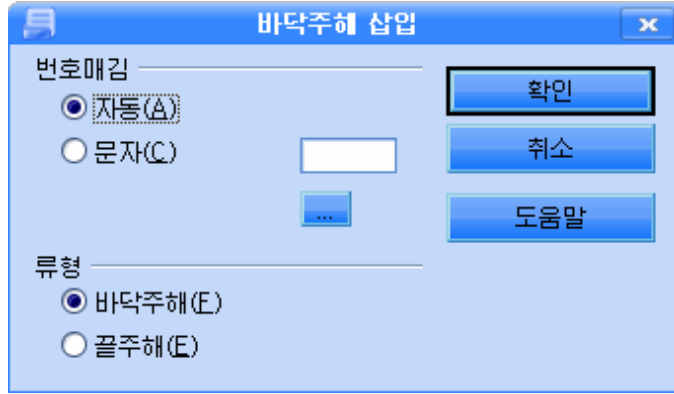 바닥주해 삽입
번호매김
자동(A)
문자(C)
...
류형
바닥주해(F)
끌주해(E)
확인
취소
도움말